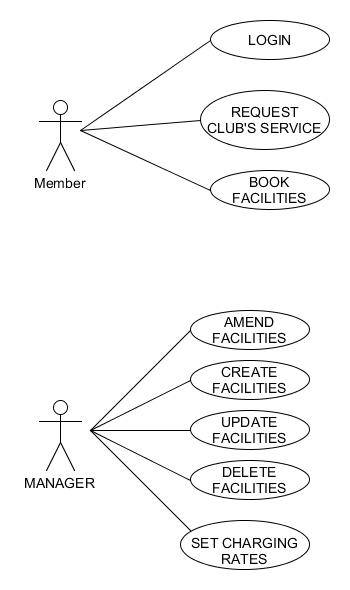 LOGIN
REQUEST
CLUB'S SERVICE
Member
BOOK
FACILITIES
AMEND
FACILITIES
CREATE
FACILITIES
UPDATE
FACILITIES
MANAGER
DELETE
FACILITIES
SET CHARGING
RATES